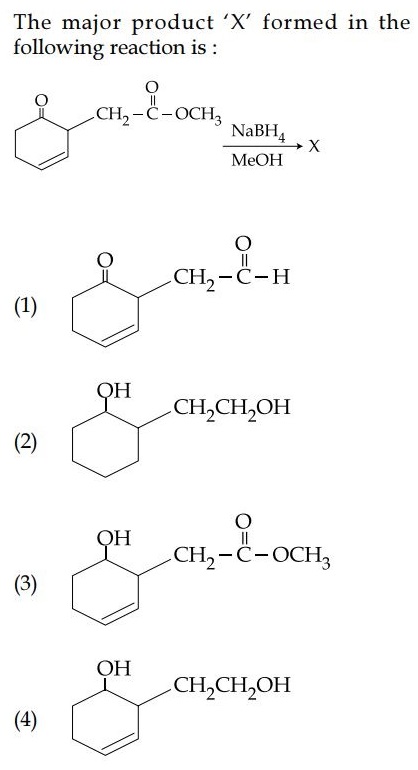 The major product 'X' formed in the
following reaction is :
O
O
CH₂-C-OCH₃
NaBH₄
MeOH
X
O
O
CH₂-C-H
(1)
OH
CH₂CH₂OH
(2)
O
OH
CH₂-C-OCH₃
(3)
OH
CH₂CH₂OH
(4)